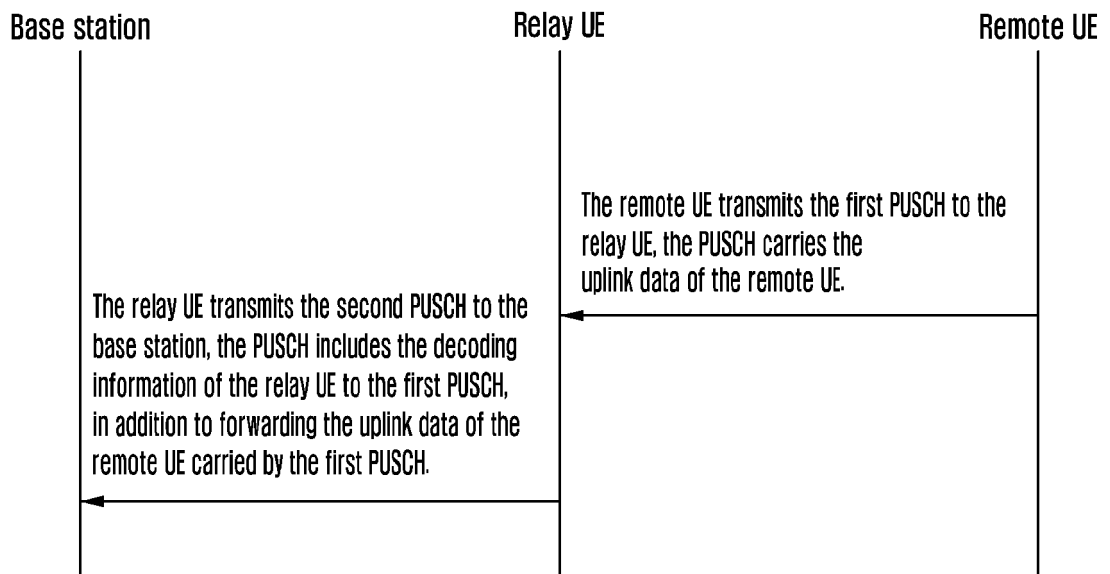 Base station
Relay UE
Remote UE
The remote UE transmits the first PUSCH to the
relay UE, the PUSCH carries the
uplink data of the remote UE.
The relay UE transmits the second PUSCH to the
base station, the PUSCH includes the decoding
information of the relay UE to the first PUSCH,
in addition to forwarding the uplink data of the
remote UE carried by the first PUSCH.